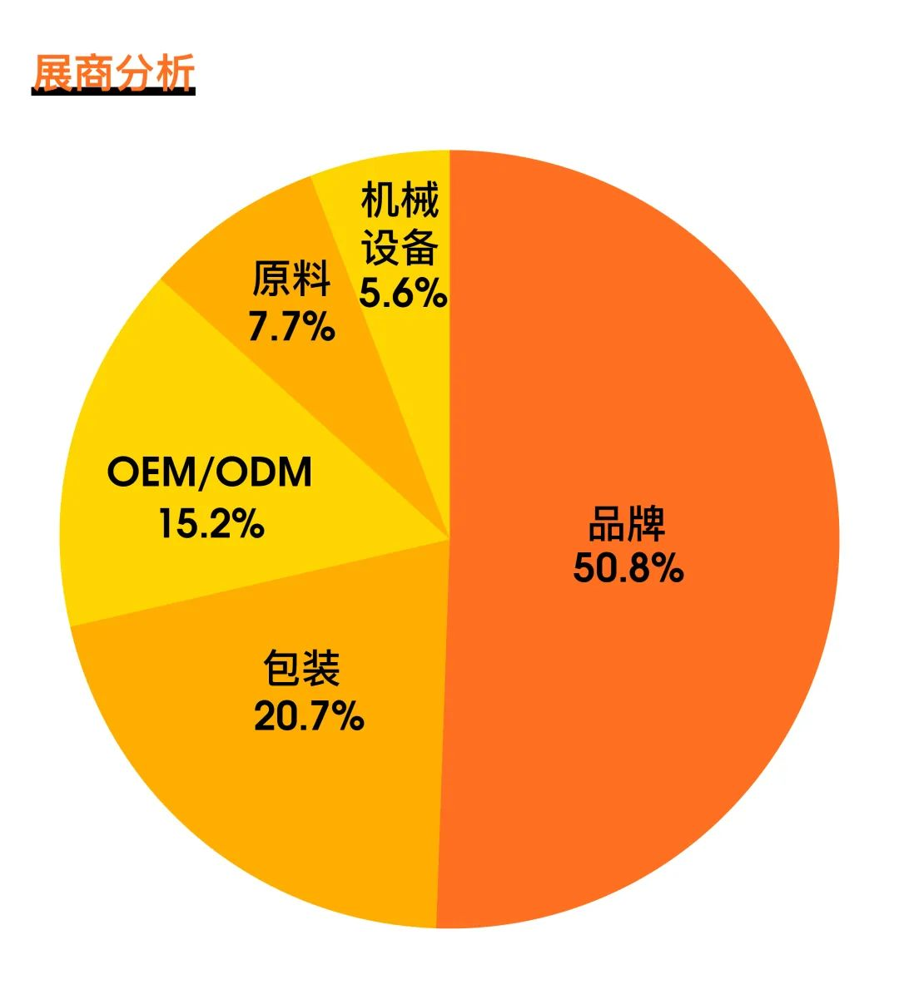 展商分析
机械
设备
5.6%
原料
7.7%
OEM/ODM
15.2%
品牌
50.8%
包装
20.7%